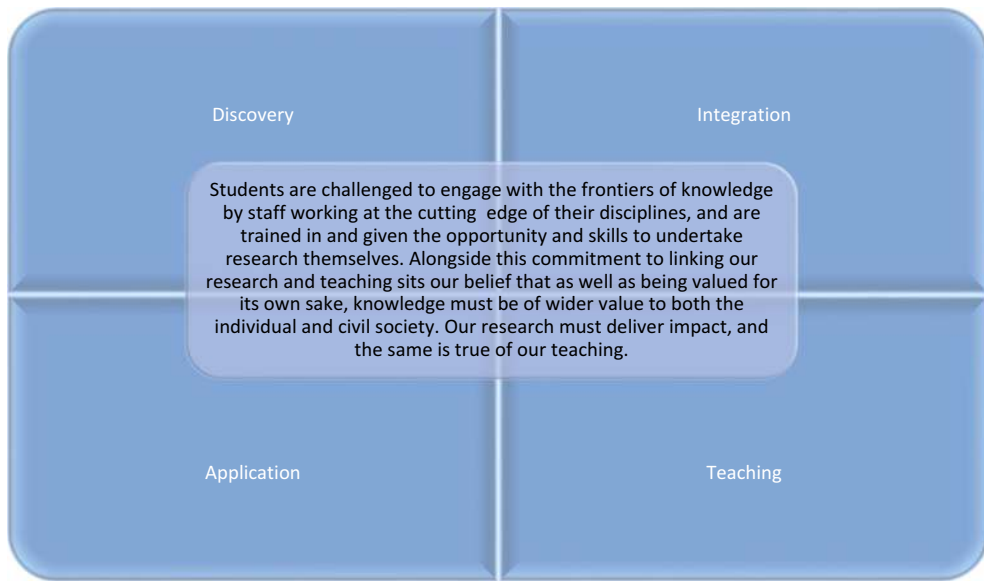 Discovery
Integration
Students are challenged to engage with the frontiers of knowledge
by staff working at the cutting  edge of their disciplines, and are
trained in and given the opportunity and skills to undertake
research themselves. Alongside this commitment to linking our
research and teaching sits our belief that as well as being valued for
its own sake, knowledge must be of wider value to both the
individual and civil society. Our research must deliver impact, and
the same is true of our teaching.
Application
Teaching